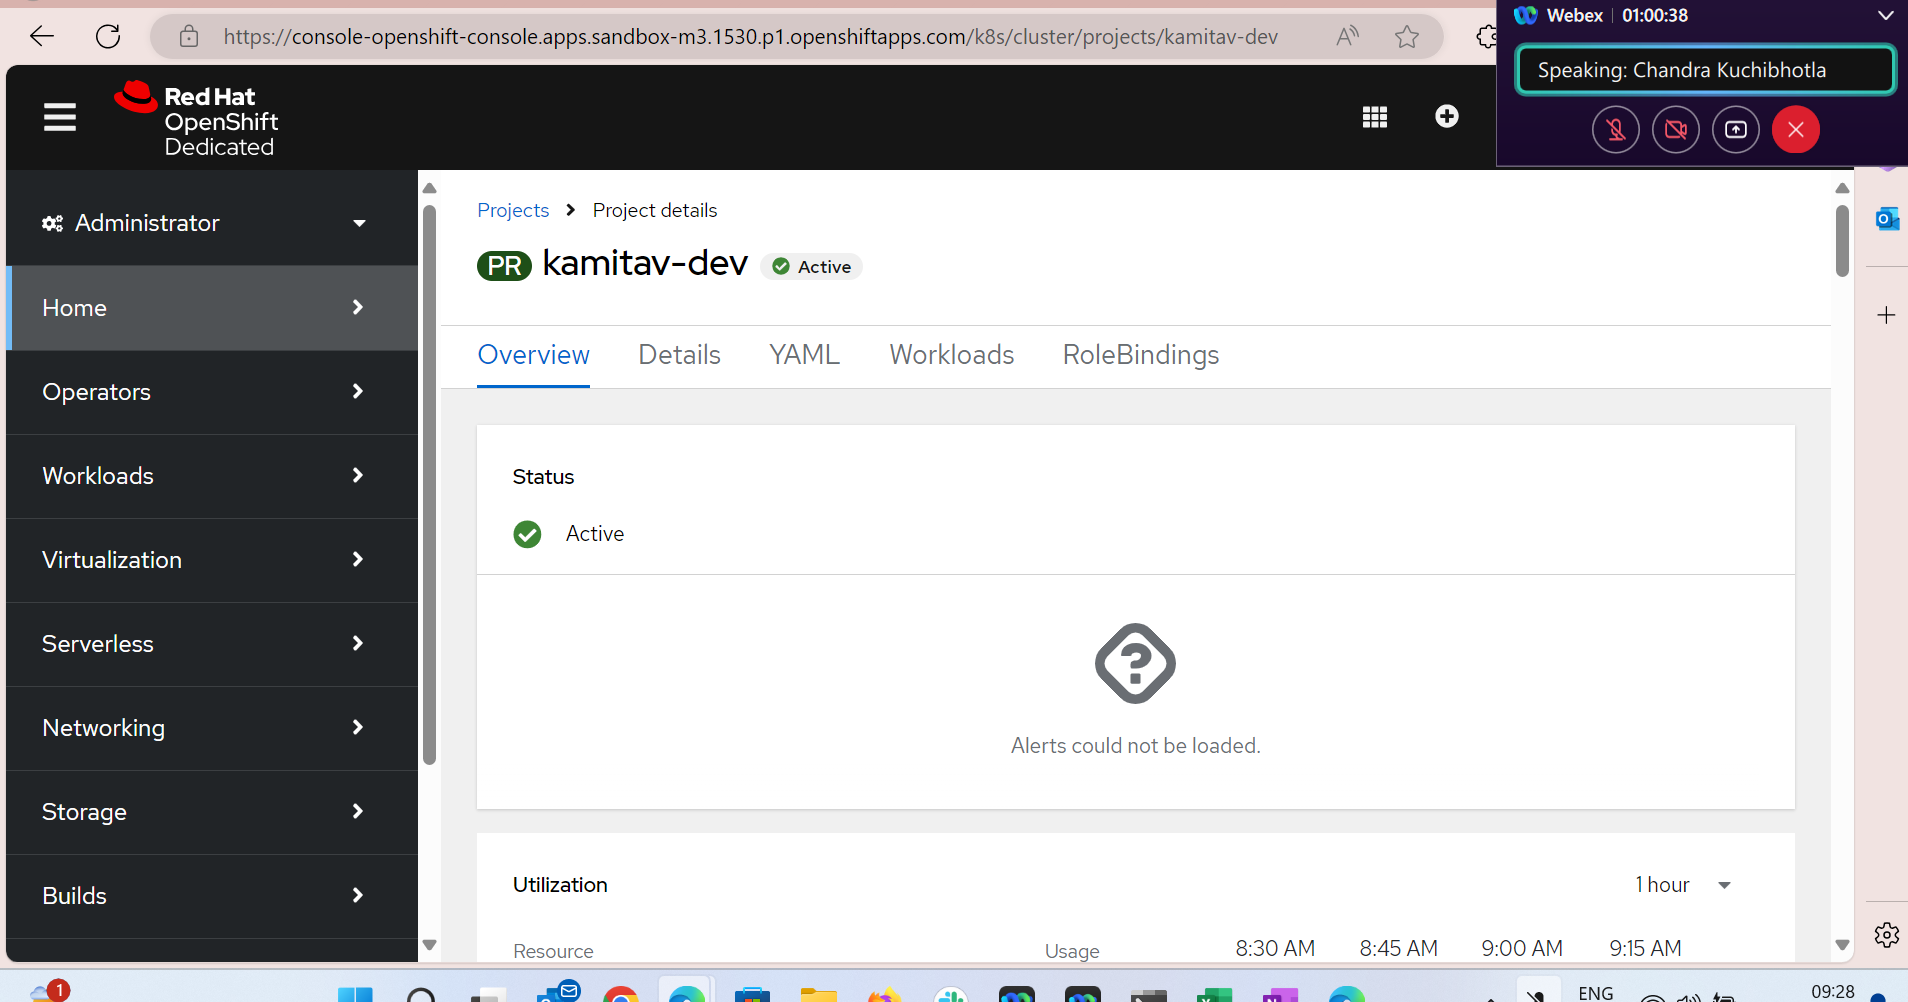 https://console-openshift-console.apps.sandbox-m3.1530.p1.openshiftapps.com/k8s/cluster/projects/kamitav-dev
A
Webex | 01:00:38
Speaking: Chandra Kuchibhotla
Red Hat
OpenShift
Dedicated
Administrator
Home
Operators
Workloads
Virtualization
Serverless
Networking
Storage
Builds
Projects > Project details
PR kamitav-dev Active
Overview Details YAML Workloads RoleBindings
Status
Active
?
Alerts could not be loaded.
Utilization 1 hour
Resource Usage 8:30 AM 8:45 AM 9:00 AM 9:15 AM
1
ENG
09:28